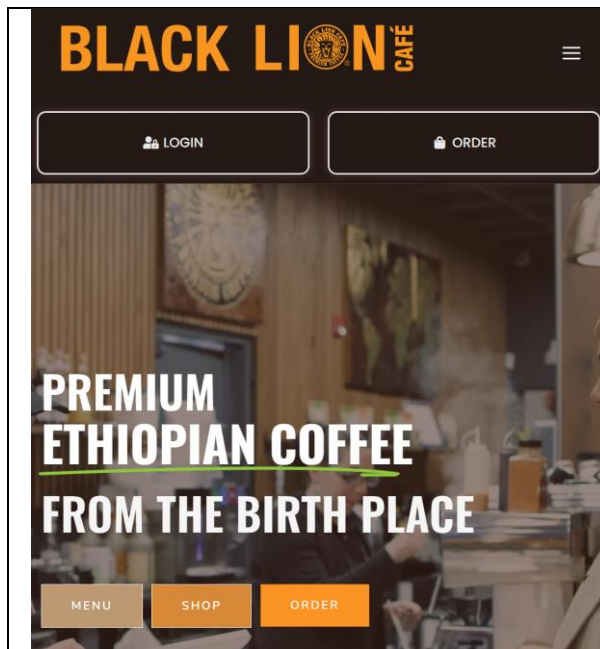 BLACK LION CAFÉ
LOGIN
ORDER
PREMIUM
ETHIOPIAN COFFEE
FROM THE BIRTH PLACE
MENU
SHOP
ORDER